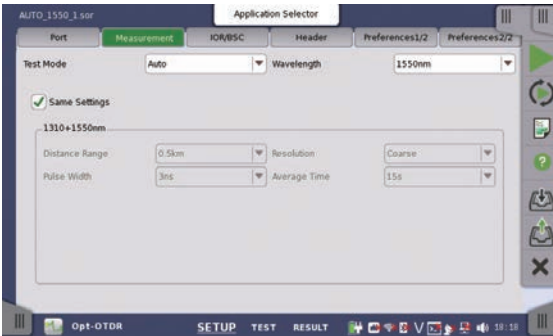 AUTO_1550_1.sor Application Selector
Port Measurement IOR/BSC Header Preferences1/2 Preferences2/2
Test Mode Auto Wavelength 1550nm
Same Settings
1310+1550nm
Distance Range 0.5km Resolution Coarse
Pulse Width 3ns Average Time 15s
Opt-OTDR SETUP TEST RESULT 18:18